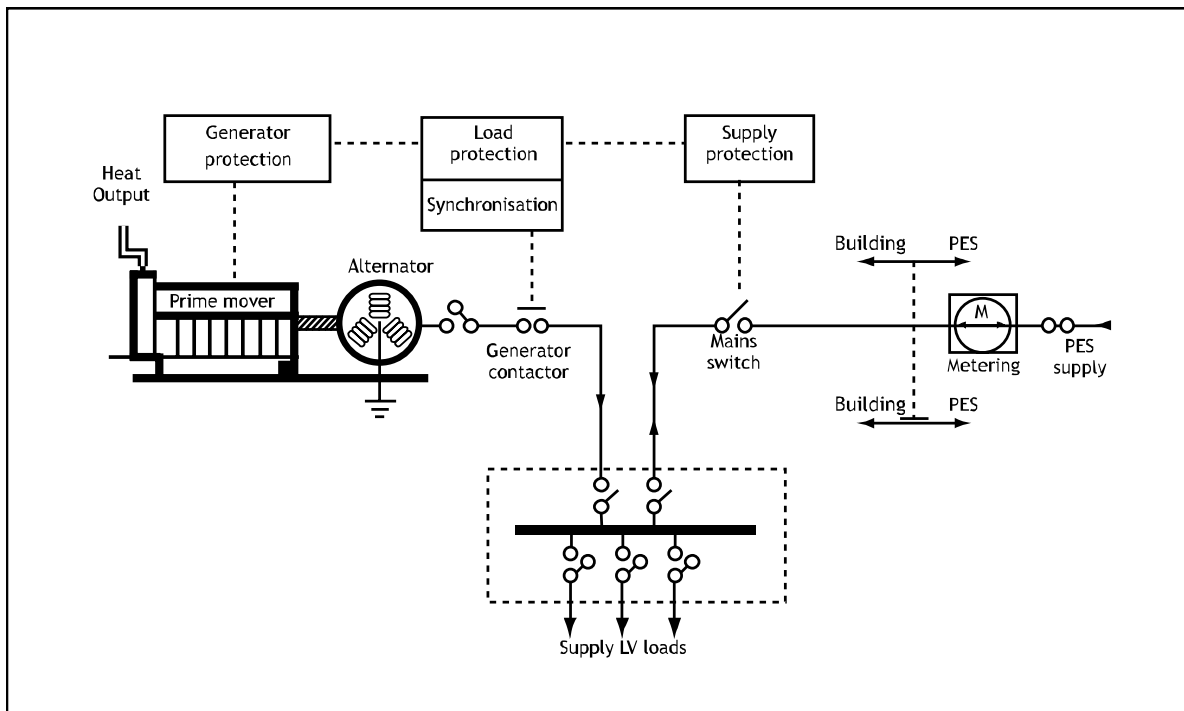 Generator
protection
Load
protection
Synchronisation
Supply
protection
Heat
Output
Prime mover
Alternator
Generator
contactor
Mains
switch
Building PES
M
Metering
PES
supply
Building PES
Supply LV loads